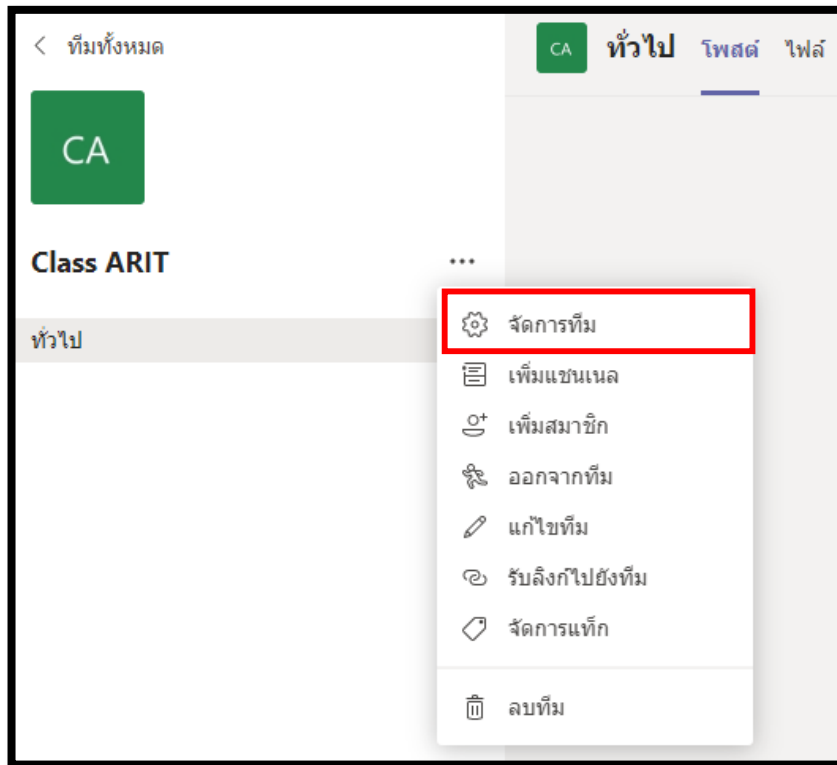 ทีมทั้งหมด
CA
Class ARIT
ทั่วไป
CA ทั่วไป โพสต์ ไฟล์
จัดการทีม
เพิ่มแชนเนล
เพิ่มสมาชิก
ออกจากทีม
แก้ไขทีม
รับลิงก์ไปยังทีม
จัดการแท็ก
ลบทีม